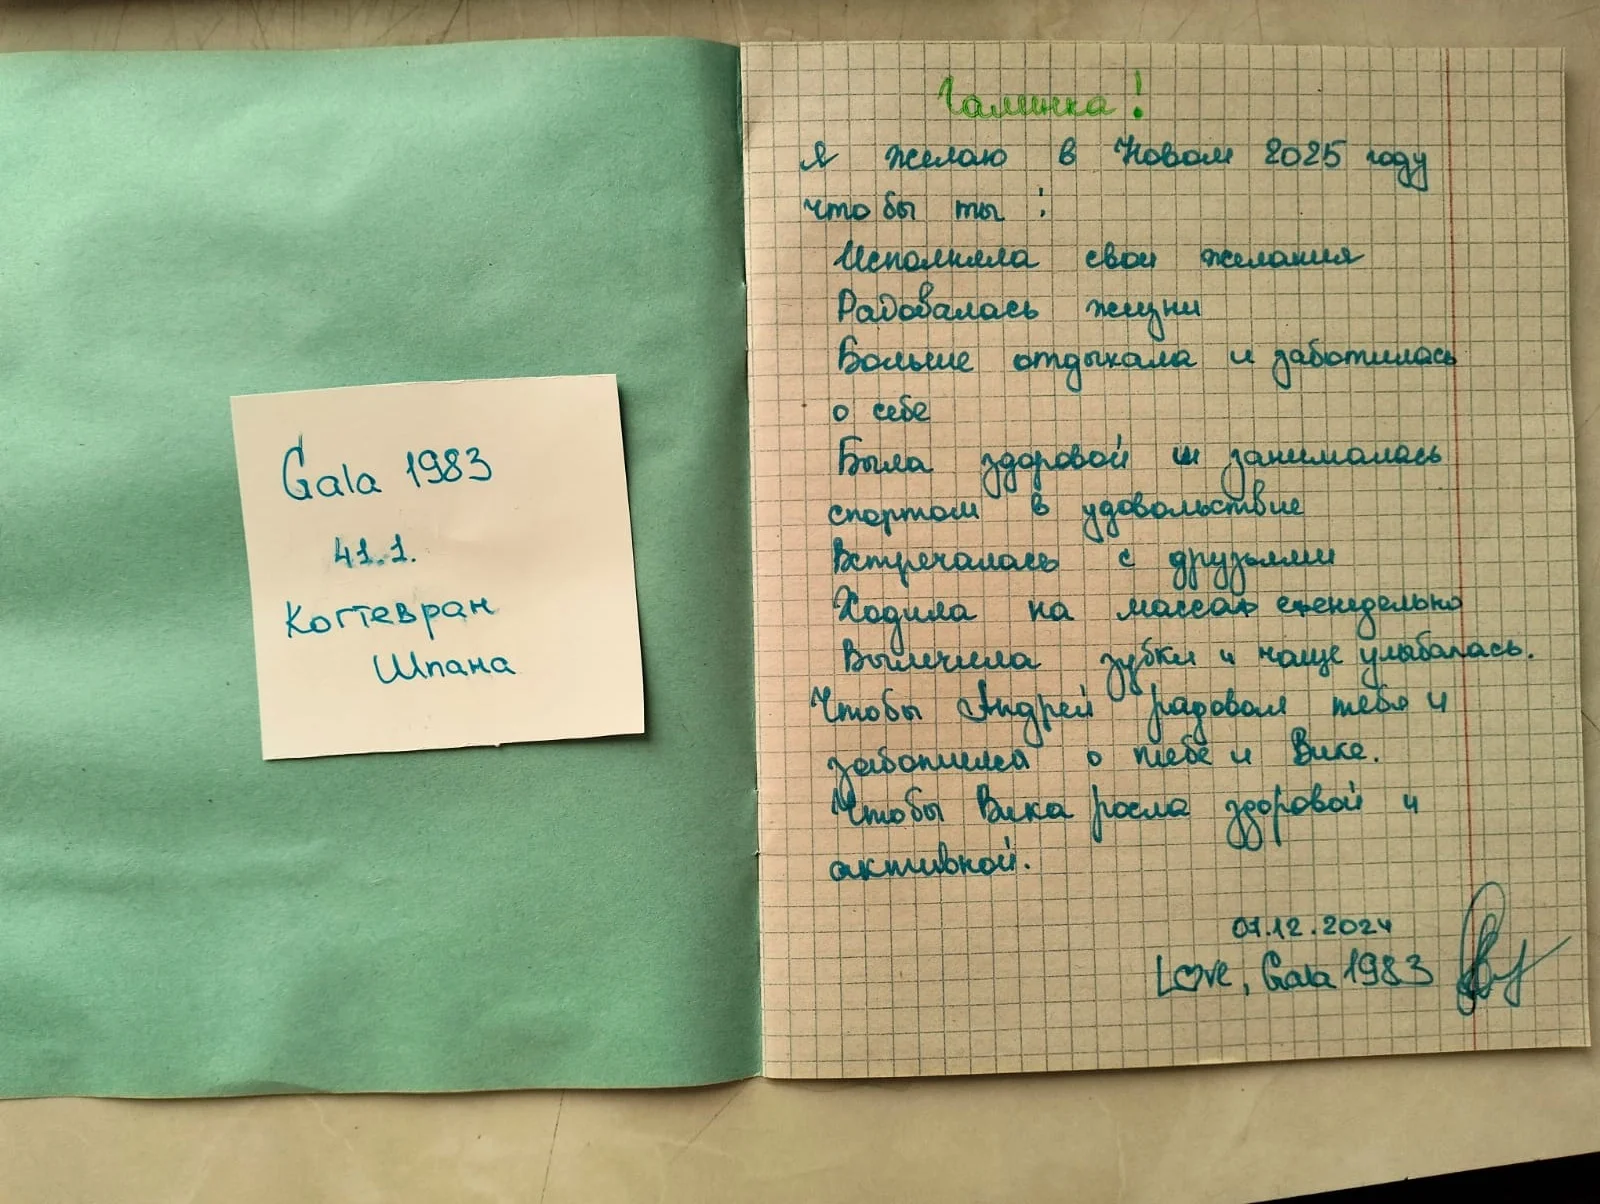 Gala 1983
41.1.
Когтевран
Шпана
Галинка!
Я желаю в Новом 2025 году
что бы ты :
Исполняла свои желания
Радовалась жизни
Больше отдыхала и заботилась
о себе
Была здоровой и занималась
спортом в удовольствие
Встречалась с друзьями
Ходила на массаж еженедельно
Вылечила зубки и чаще улыбалась.
Чтобы Андрей радовал тебя и
заботился о тебе и Вике.
Чтобы Вика росла здоровой и
активной.
01.12.2024
Love, Gala 1983